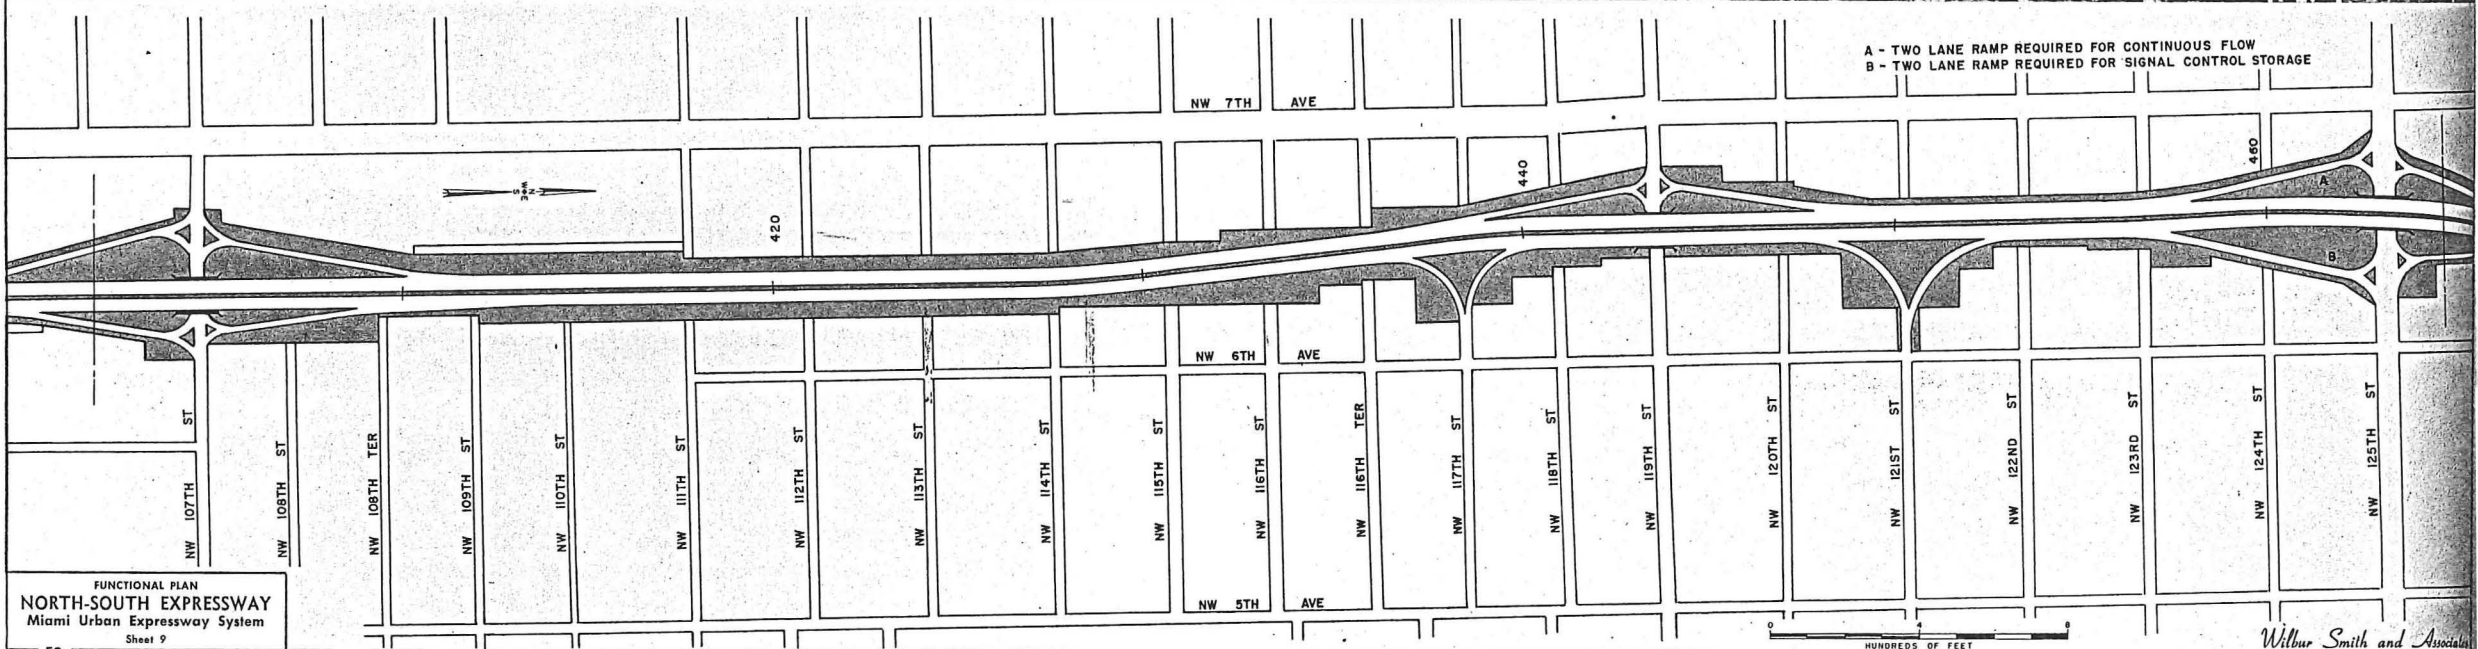 A - TWO LANE RAMP REQUIRED FOR CONTINUOUS FLOW
B - TWO LANE RAMP REQUIRED FOR SIGNAL CONTROL STORAGE
NW 7TH AVE
420
440
460
N
W E
S
A
B
NW 6TH AVE
NW 107TH ST
NW 108TH ST
NW 108TH TER
NW 109TH ST
NW 110TH ST
NW 111TH ST
NW 112TH ST
NW 113TH ST
NW 114TH ST
NW 115TH ST
NW 116TH ST
NW 116TH TER
NW 117TH ST
NW 118TH ST
NW 119TH ST
NW 120TH ST
NW 121ST ST
NW 122ND ST
NW 123RD ST
NW 124TH ST
NW 125TH ST
NW 5TH AVE
FUNCTIONAL PLAN
NORTH-SOUTH EXPRESSWAY
Miami Urban Expressway System
Sheet 9
0 4 8
HUNDREDS OF FEET
Wilbur Smith and Associates